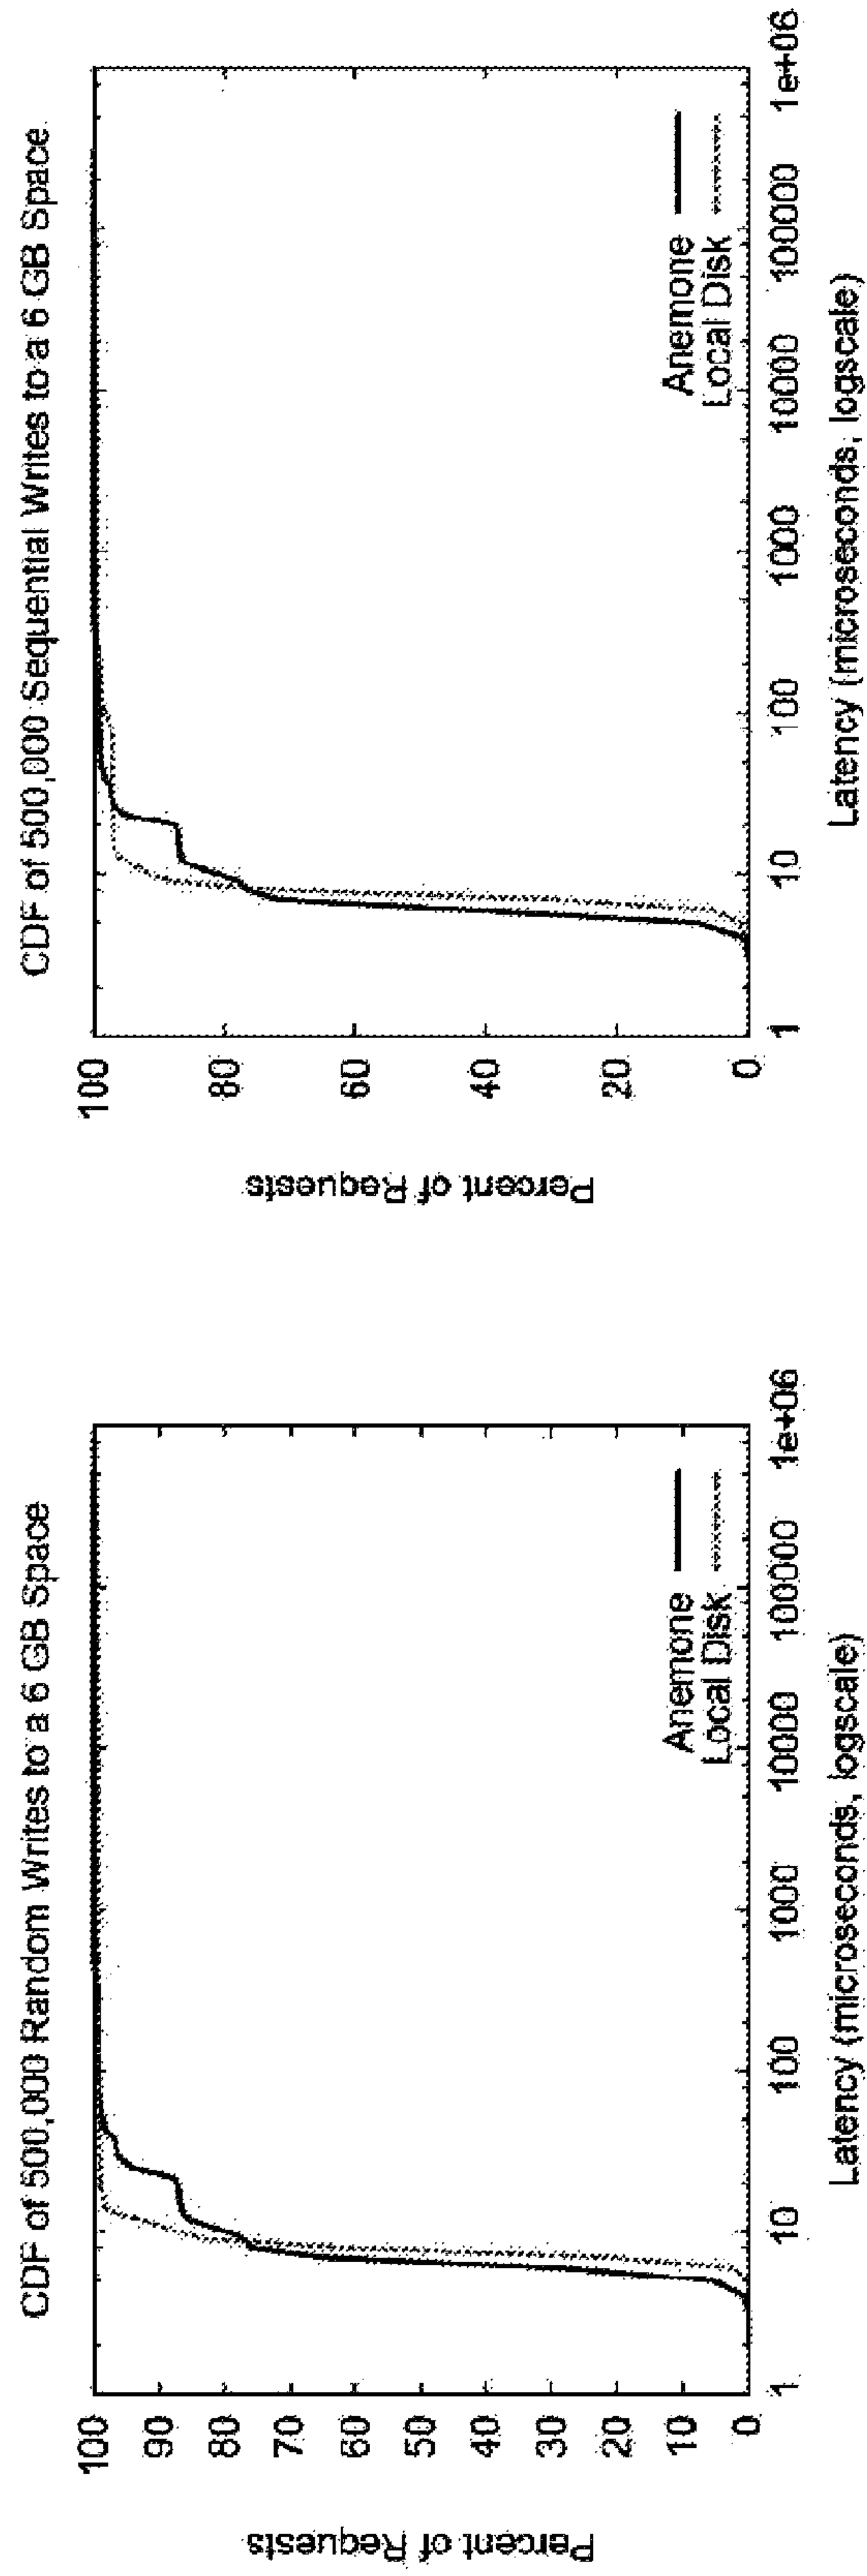 CDF of 500,000 Random Writes to a 6 GB Space
Percent of Requests
100
90
80
70
60
50
40
30
20
10
0
Anemone
Local Disk
1 10 100 1000 10000 100000 1e+06
Latency (microseconds, logscale)
CDF of 500,000 Sequential Writes to a 6 GB Space
Percent of Requests
100
80
60
40
20
0
Anemone
Local Disk
1 10 100 1000 10000 100000 1e+06
Latency (microseconds, logscale)